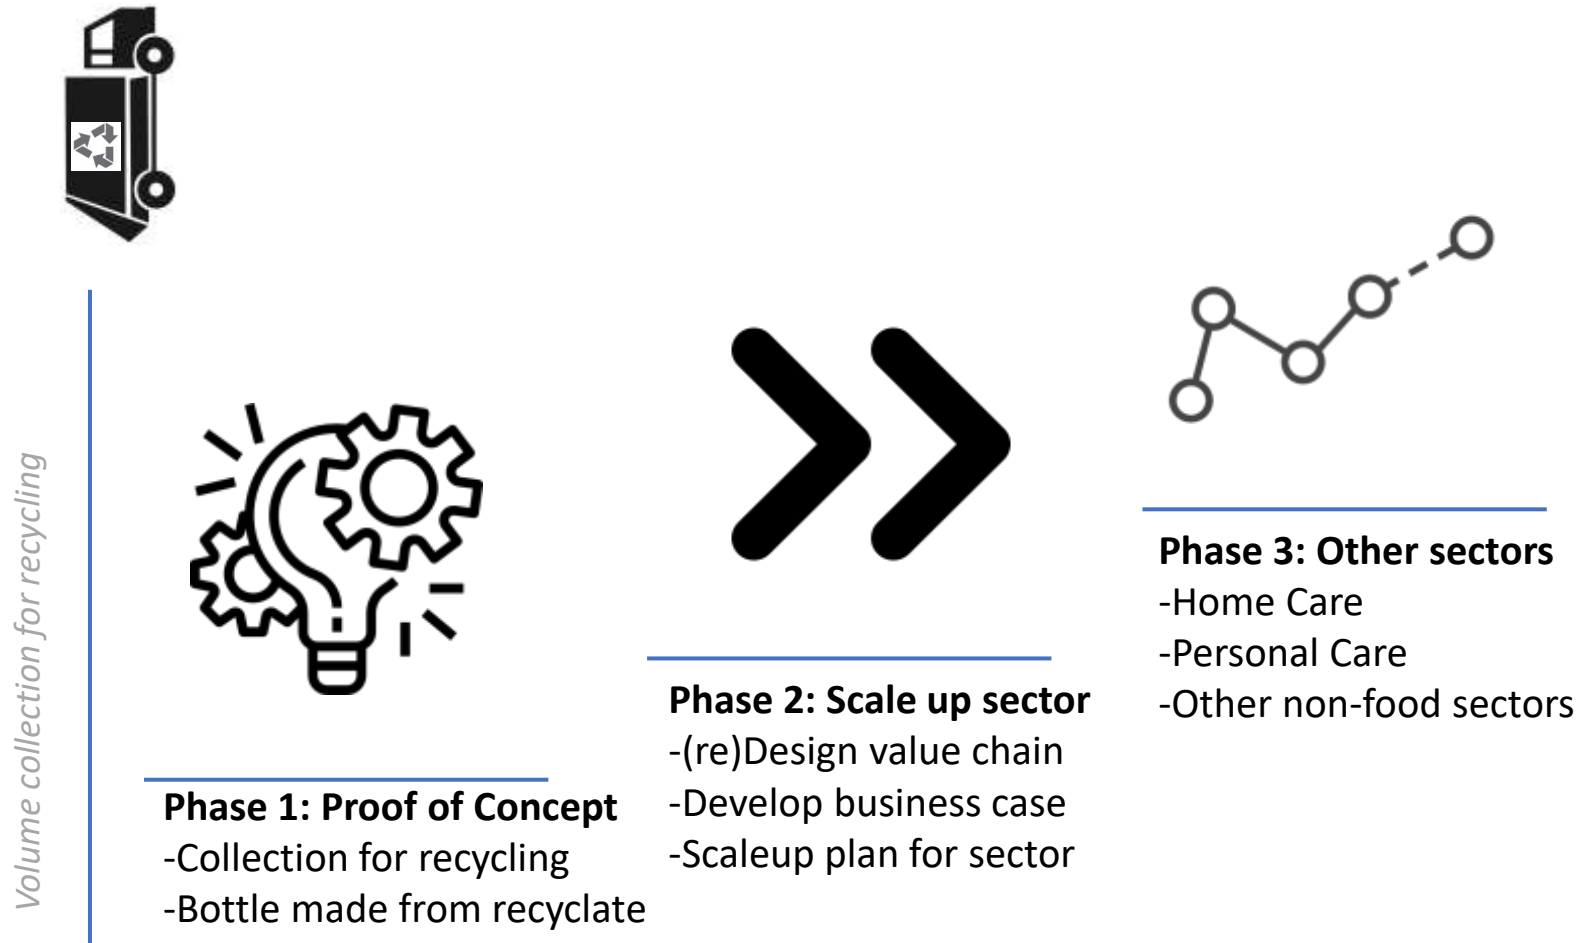 Volume collection for recycling
Phase 1: Proof of Concept
-Collection for recycling
-Bottle made from recyclate
Phase 2: Scale up sector
-(re)Design value chain
-Develop business case
-Scaleup plan for sector
Phase 3: Other sectors
-Home Care
-Personal Care
-Other non-food sectors